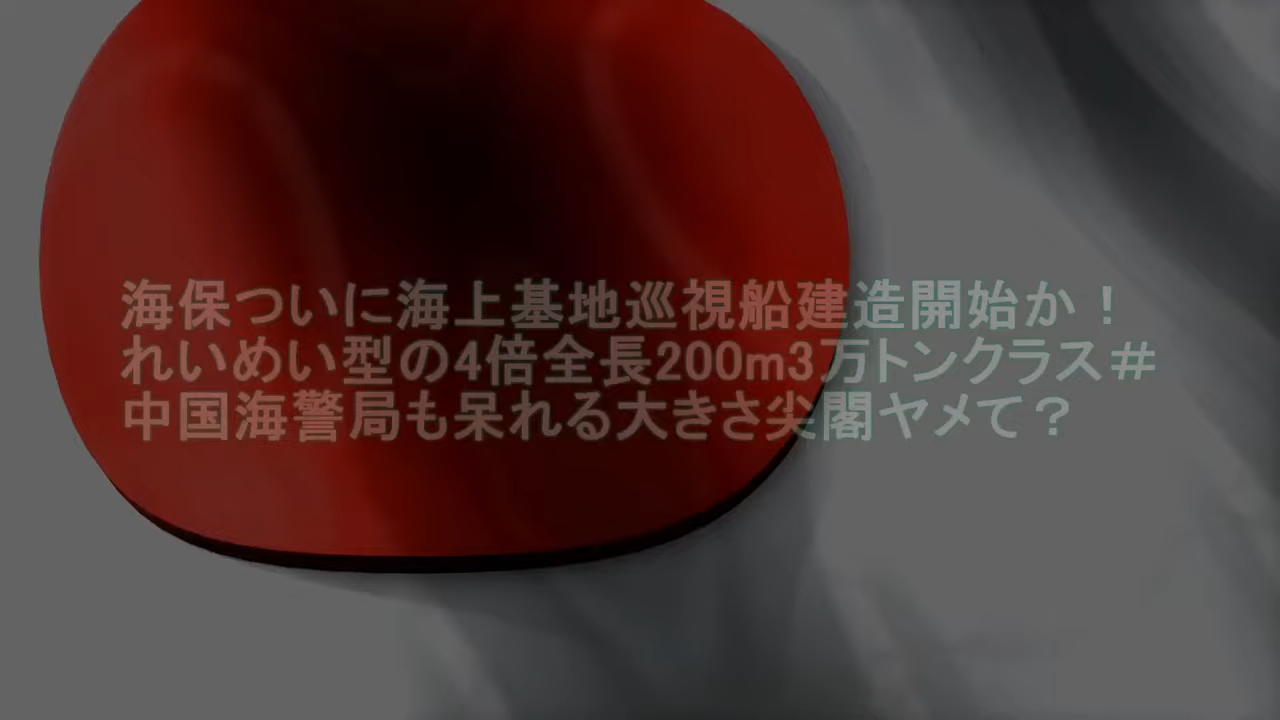 海保ついに海上基地巡視船建造開始か！
れいめい型の4倍全長200m3万トンクラス＃
中国海警局も呆れる大きさ尖閣ヤメて？